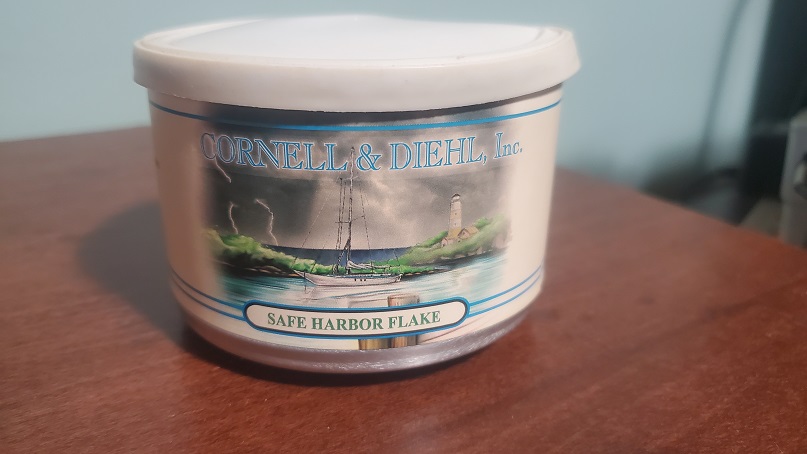 CORNELL & DIEHL, Inc.
SAFE HARBOR FLAKE